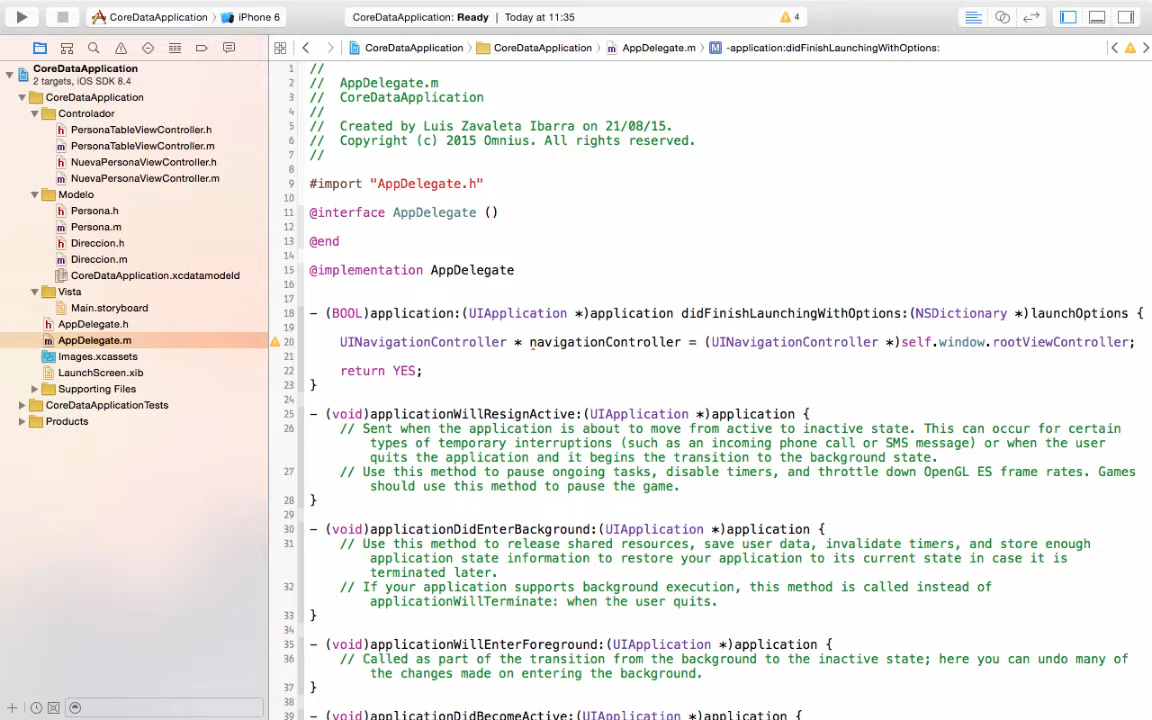 CoreDataApplication 〉 iPhone 6
CoreDataApplication: Ready | Today at 11:35
4
CoreDataApplication 〉 CoreDataApplication 〉 AppDelegate.m 〉 M -application:didFinishLaunchingWithOptions:
CoreDataApplication
2 targets, iOS SDK 8.4
CoreDataApplication
Controlador
h PersonaTableViewController.h
m PersonaTableViewController.m
h NuevaPersonaViewController.h
m NuevaPersonaViewController.m
Modelo
h Persona.h
m Persona.m
h Direccion.h
m Direccion.m
CoreDataApplication.xcdatamodeld
Vista
Main.storyboard
h AppDelegate.h
m AppDelegate.m
Images.xcassets
LaunchScreen.xib
Supporting Files
CoreDataApplicationTests
Products
1 //
2 // AppDelegate.m
3 // CoreDataApplication
4 //
5 // Created by Luis Zavaleta Ibarra on 21/08/15.
6 // Copyright (c) 2015 Omnius. All rights reserved.
7 //
8
9 #import "AppDelegate.h"
10
11 @interface AppDelegate ()
12
13 @end
14
15 @implementation AppDelegate
16
17
18 - (BOOL)application:(UIApplication *)application didFinishLaunchingWithOptions:(NSDictionary *)launchOptions {
19
20 UINavigationController * navigationController = (UINavigationController *)self.window.rootViewController;
21
22 return YES;
23 }
24
25 - (void)applicationWillResignActive:(UIApplication *)application {
26 // Sent when the application is about to move from active to inactive state. This can occur for certain
types of temporary interruptions (such as an incoming phone call or SMS message) or when the user
quits the application and it begins the transition to the background state.
27 // Use this method to pause ongoing tasks, disable timers, and throttle down OpenGL ES frame rates. Games
should use this method to pause the game.
28 }
29
30 - (void)applicationDidEnterBackground:(UIApplication *)application {
31 // Use this method to release shared resources, save user data, invalidate timers, and store enough
application state information to restore your application to its current state in case it is
terminated later.
32 // If your application supports background execution, this method is called instead of
applicationWillTerminate: when the user quits.
33 }
34
35 - (void)applicationWillEnterForeground:(UIApplication *)application {
36 // Called as part of the transition from the background to the inactive state; here you can undo many of
the changes made on entering the background.
37 }
38
39 - (void)applicationDidBecomeActive:(UIApplication *)application {